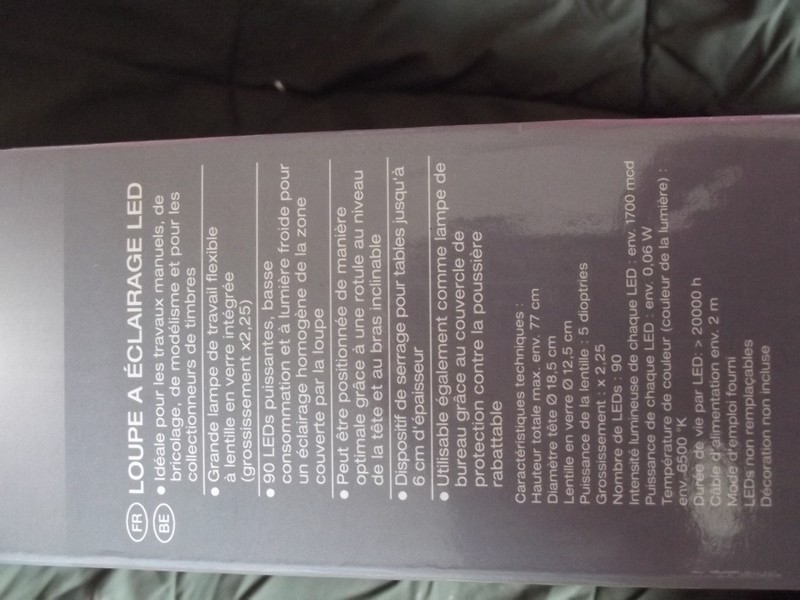 FR LOUPE A ÉCLAIRAGE LED
BE • Idéale pour les travaux manuels, de
bricolage, de modélisme et pour les
collectionneurs de timbres
• Grande lampe de travail flexible
à lentille en verre intégrée
(grossissement x2,25)
• 90 LEDs puissantes, basse
consommation et à lumière froide pour
un éclairage homogène de la zone
couverte par la loupe
• Peut être positionnée de manière
optimale grâce à une rotule au niveau
de la tête et au bras inclinable
• Dispositif de serrage pour tables jusqu'à
6 cm d'épaisseur
• Utilisable également comme lampe de
bureau grâce au couvercle de
protection contre la poussière
rabattable
Caractéristiques techniques :
Hauteur totale max. env. 77 cm
Diamètre tête Ø 18,5 cm
Lentille en verre Ø 12,5 cm
Puissance de la lentille : 5 dioptries
Grossissement : x 2,25
Nombre de LEDs : 90
Intensité lumineuse de chaque LED : env. 1700 mcd
Puissance de chaque LED : env. 0,06 W
Température de couleur (couleur de la lumière) :
env. 6500 °K
Durée de vie par LED: > 20000 h
Câble d'alimentation env. 2 m
Mode d'emploi fourni
LEDs non remplaçables
Décoration non incluse